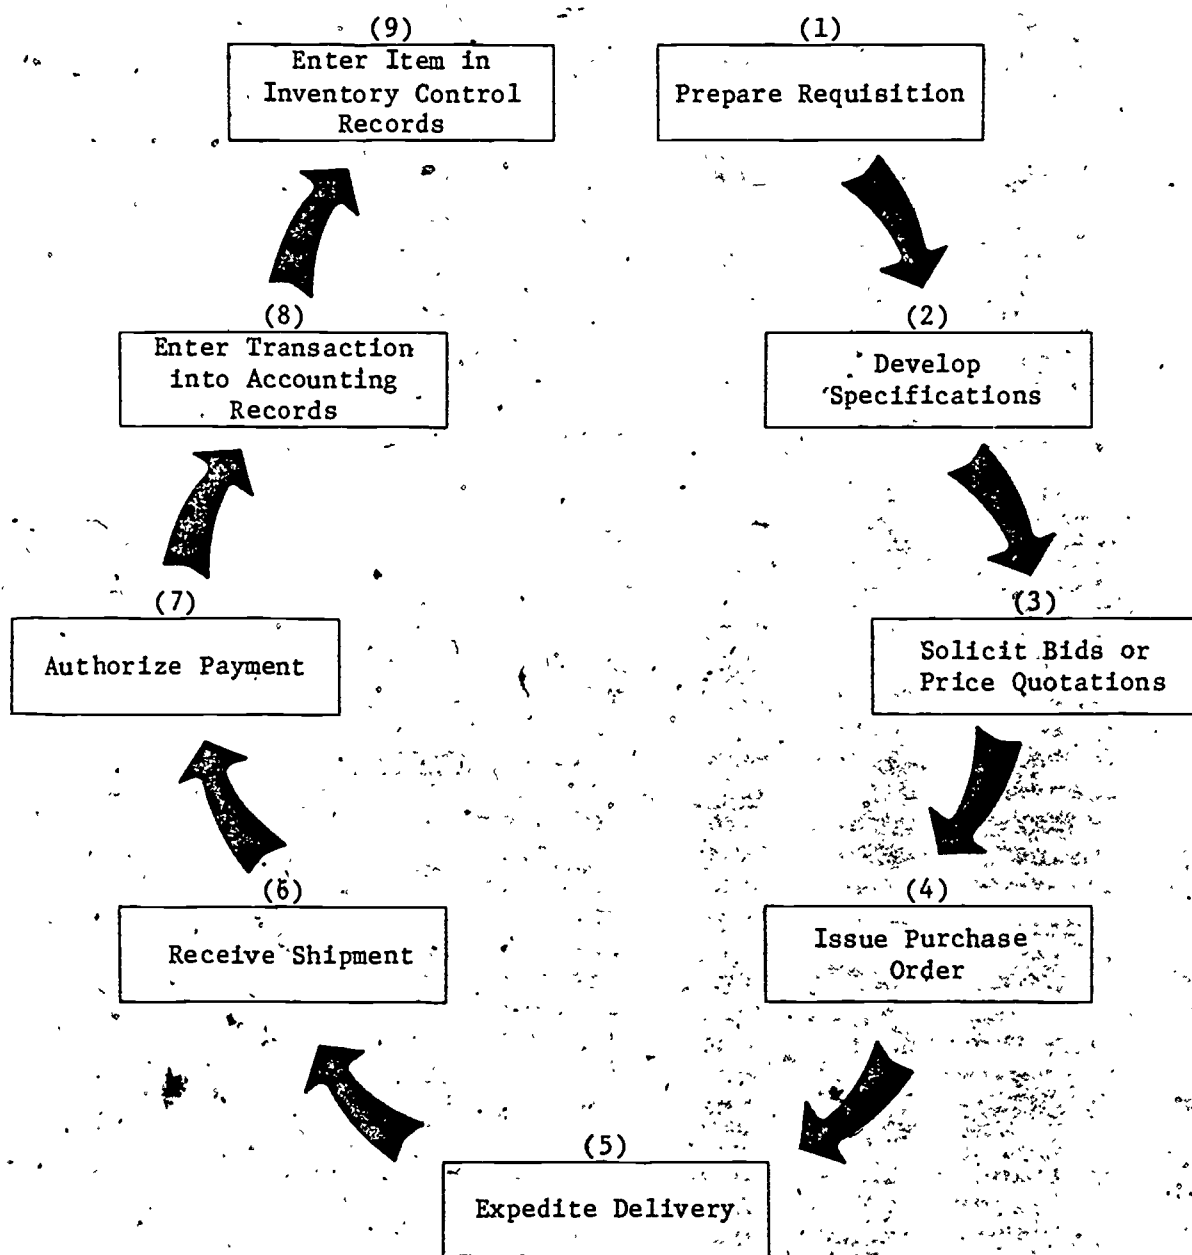 (1)
Prepare Requisition
(2)
Develop
Specifications
(3)
Solicit Bids or
Price Quotations
(4)
Issue Purchase
Order
(5)
Expedite Delivery
(6)
Receive Shipment
(7)
Authorize Payment
(8)
Enter Transaction
into Accounting
Records
(9)
Enter Item in
Inventory Control
Records